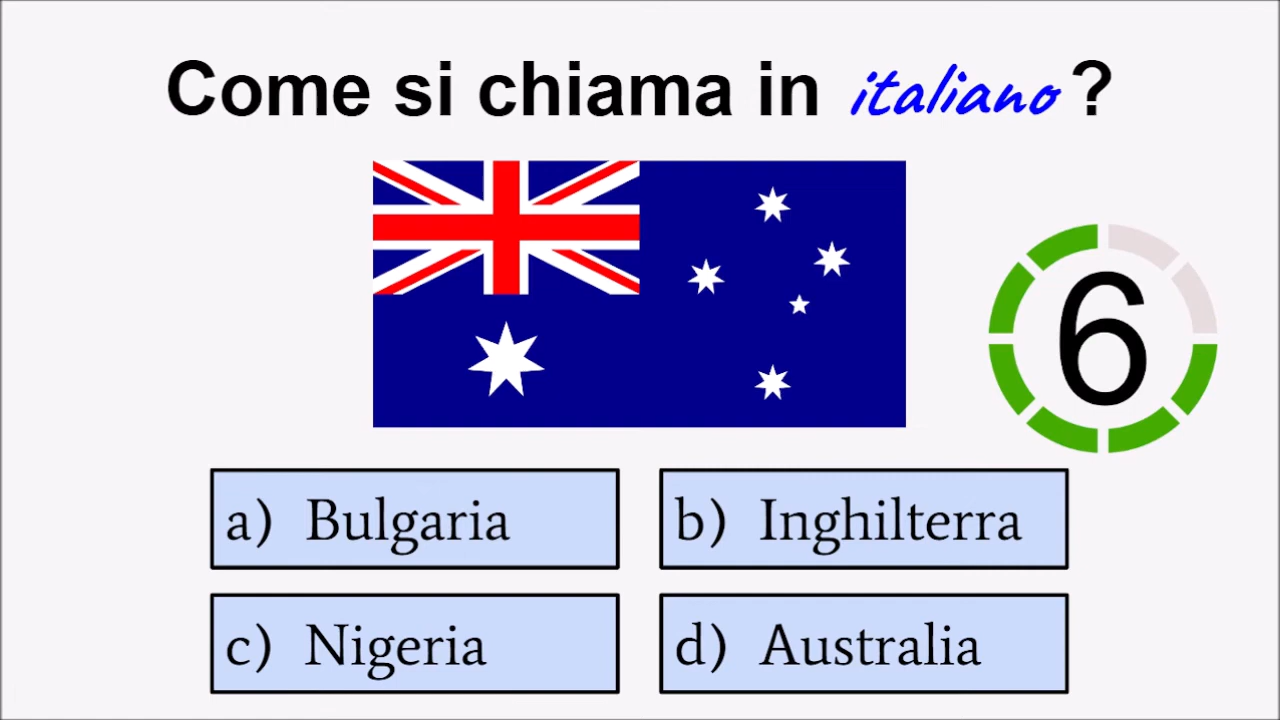 Come si chiama in italiano ?
6
a) Bulgaria
b) Inghilterra
c) Nigeria
d) Australia